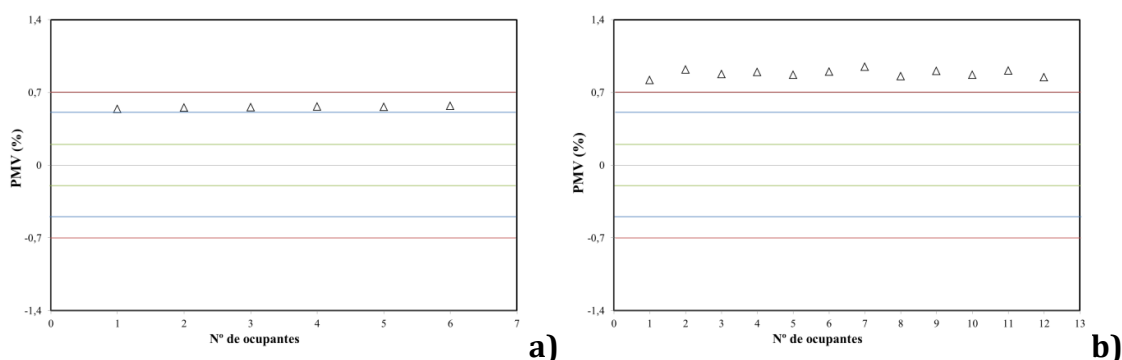 1,4
0,7
0
-0,7
-1,4
PMV (%)
0 1 2 3 4 5 6 7
Nº de ocupantes
a)
1,4
0,7
0
-0,7
-1,4
PMV (%)
0 1 2 3 4 5 6 7 8 9 10 11 12 13
Nº de ocupantes
b)